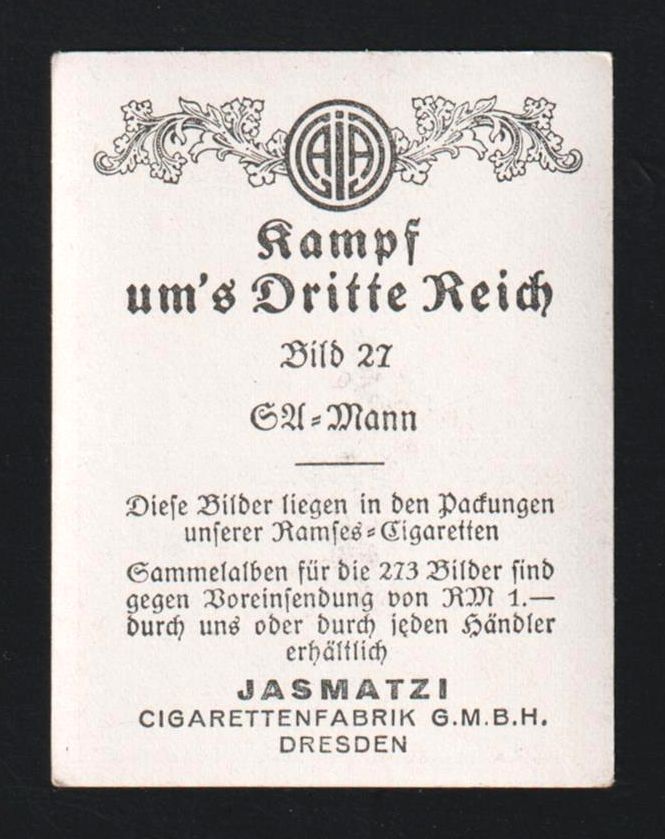 AJA
Kampf
um's Dritte Reich
Bild 27
SA-Mann
Diese Bilder liegen in den Packungen
unserer Ramses-Cigaretten
Sammelalben für die 273 Bilder sind
gegen Voreinsendung von RM 1.—
durch uns oder durch jeden Händler
erhältlich
JASMATZI
CIGARETTENFABRIK G.M.B.H.
DRESDEN